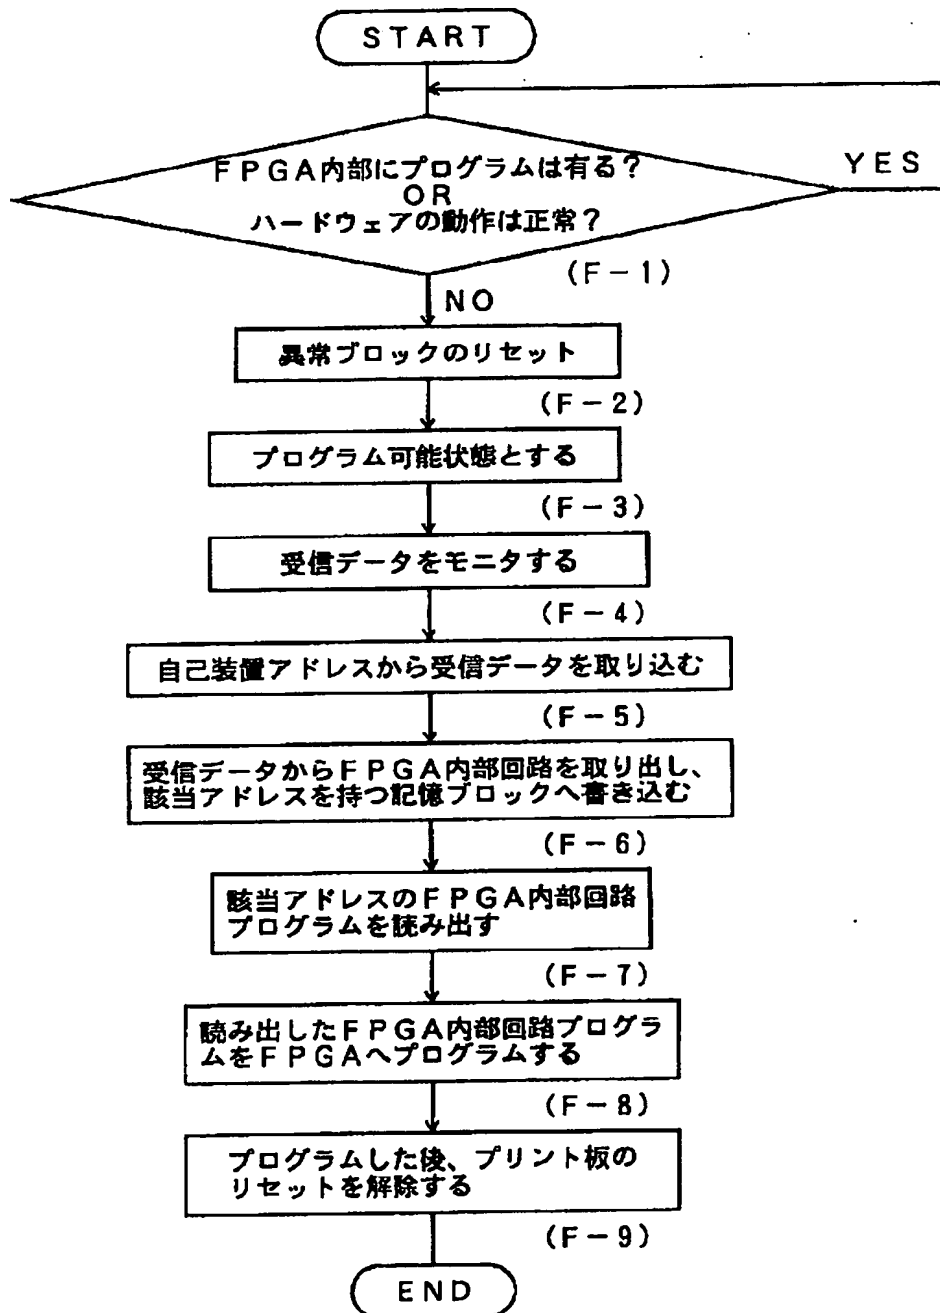 START
FPGA内部にプログラムは有る?
OR
ハードウェアの動作は正常?
YES
(F-1)
NO
異常ブロックのリセット
(F-2)
プログラム可能状態とする
(F-3)
受信データをモニタする
(F-4)
自己装置アドレスから受信データを取り込む
(F-5)
受信データからFPGA内部回路を取り出し、
該当アドレスを持つ記憶ブロックへ書き込む
(F-6)
該当アドレスのFPGA内部回路
プログラムを読み出す
(F-7)
読み出したFPGA内部回路プログラ
ムをFPGAへプログラムする
(F-8)
プログラムした後、プリント板の
リセットを解除する
(F-9)
END